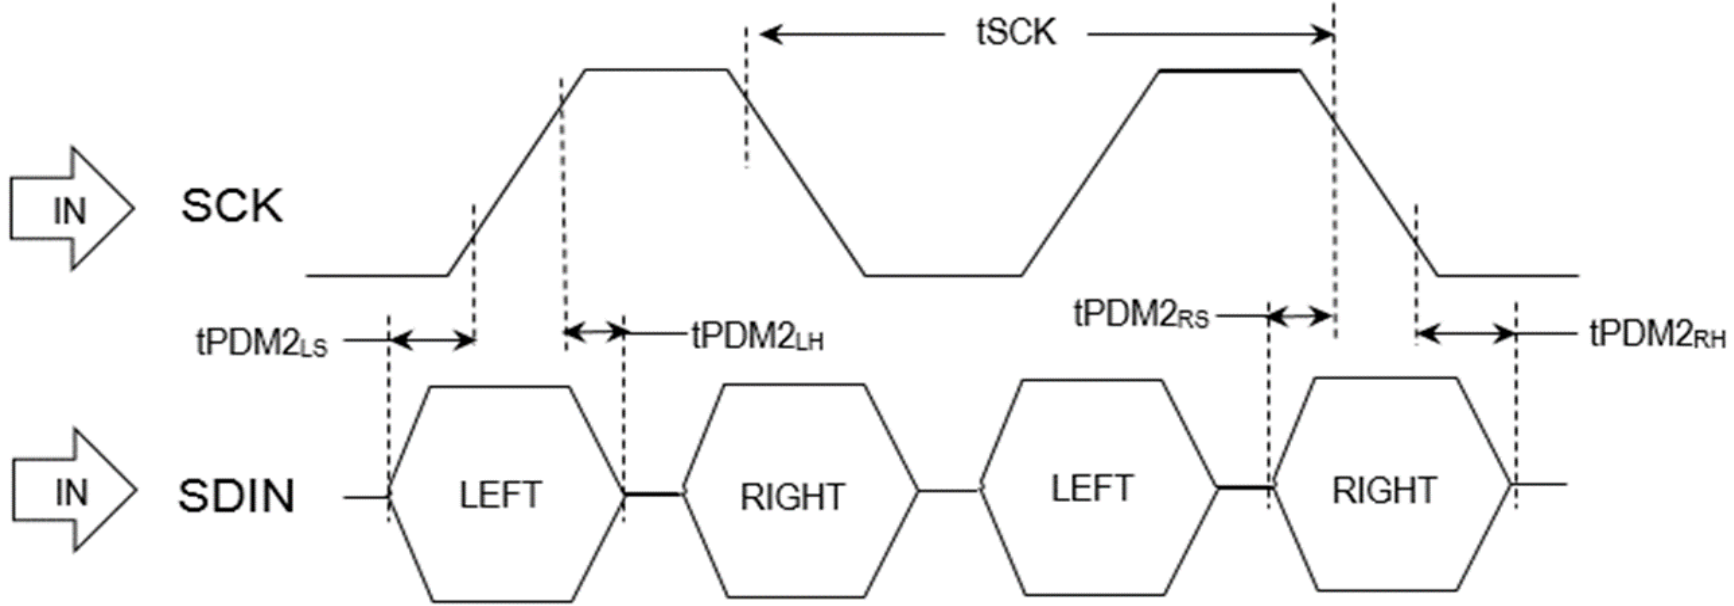 tSCK
IN SCK
tPDM2LS tPDM2LH tPDM2RS tPDM2RH
IN SDIN LEFT RIGHT LEFT RIGHT